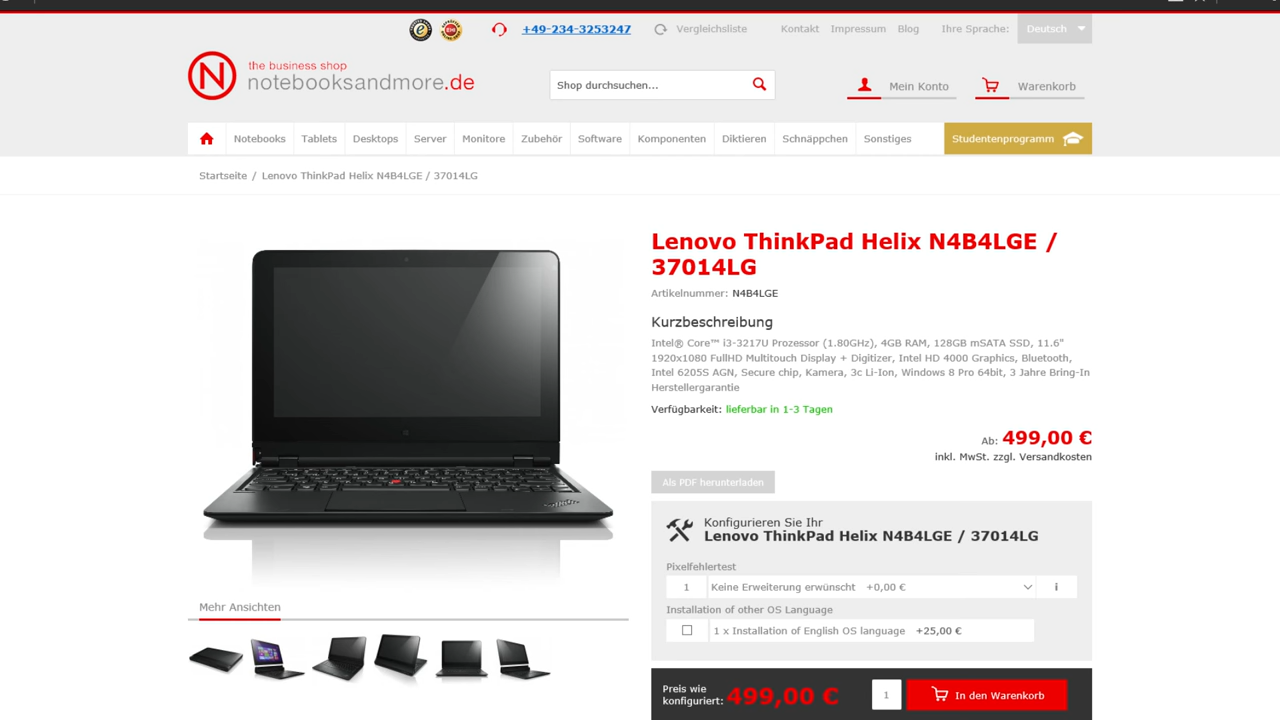 +49-234-3253247 Vergleichsliste Kontakt Impressum Blog Ihre Sprache: Deutsch
N the business shop
notebooksandmore.de
Shop durchsuchen...
Mein Konto Warenkorb
Notebooks Tablets Desktops Server Monitore Zubehör Software Komponenten Diktieren Schnäppchen Sonstiges Studentenprogramm
Startseite / Lenovo ThinkPad Helix N4B4LGE / 37014LG
Lenovo ThinkPad Helix N4B4LGE /
37014LG
Artikelnummer: N4B4LGE
Kurzbeschreibung
Intel® Core™ i3-3217U Prozessor (1.80GHz), 4GB RAM, 128GB mSATA SSD, 11.6"
1920x1080 FullHD Multitouch Display + Digitizer, Intel HD 4000 Graphics, Bluetooth,
Intel 6205S AGN, Secure chip, Kamera, 3c Li-Ion, Windows 8 Pro 64bit, 3 Jahre Bring-In
Herstellergarantie
Verfügbarkeit: lieferbar in 1-3 Tagen
Ab: 499,00 €
inkl. MwSt. zzgl. Versandkosten
Als PDF herunterladen
Konfigurieren Sie Ihr
Lenovo ThinkPad Helix N4B4LGE / 37014LG
Pixelfehlertest
1 Keine Erweiterung erwünscht +0,00 € i
Installation of other OS Language
1 x Installation of English OS language +25,00 €
Mehr Ansichten
Preis wie
konfiguriert: 499,00 € 1 In den Warenkorb